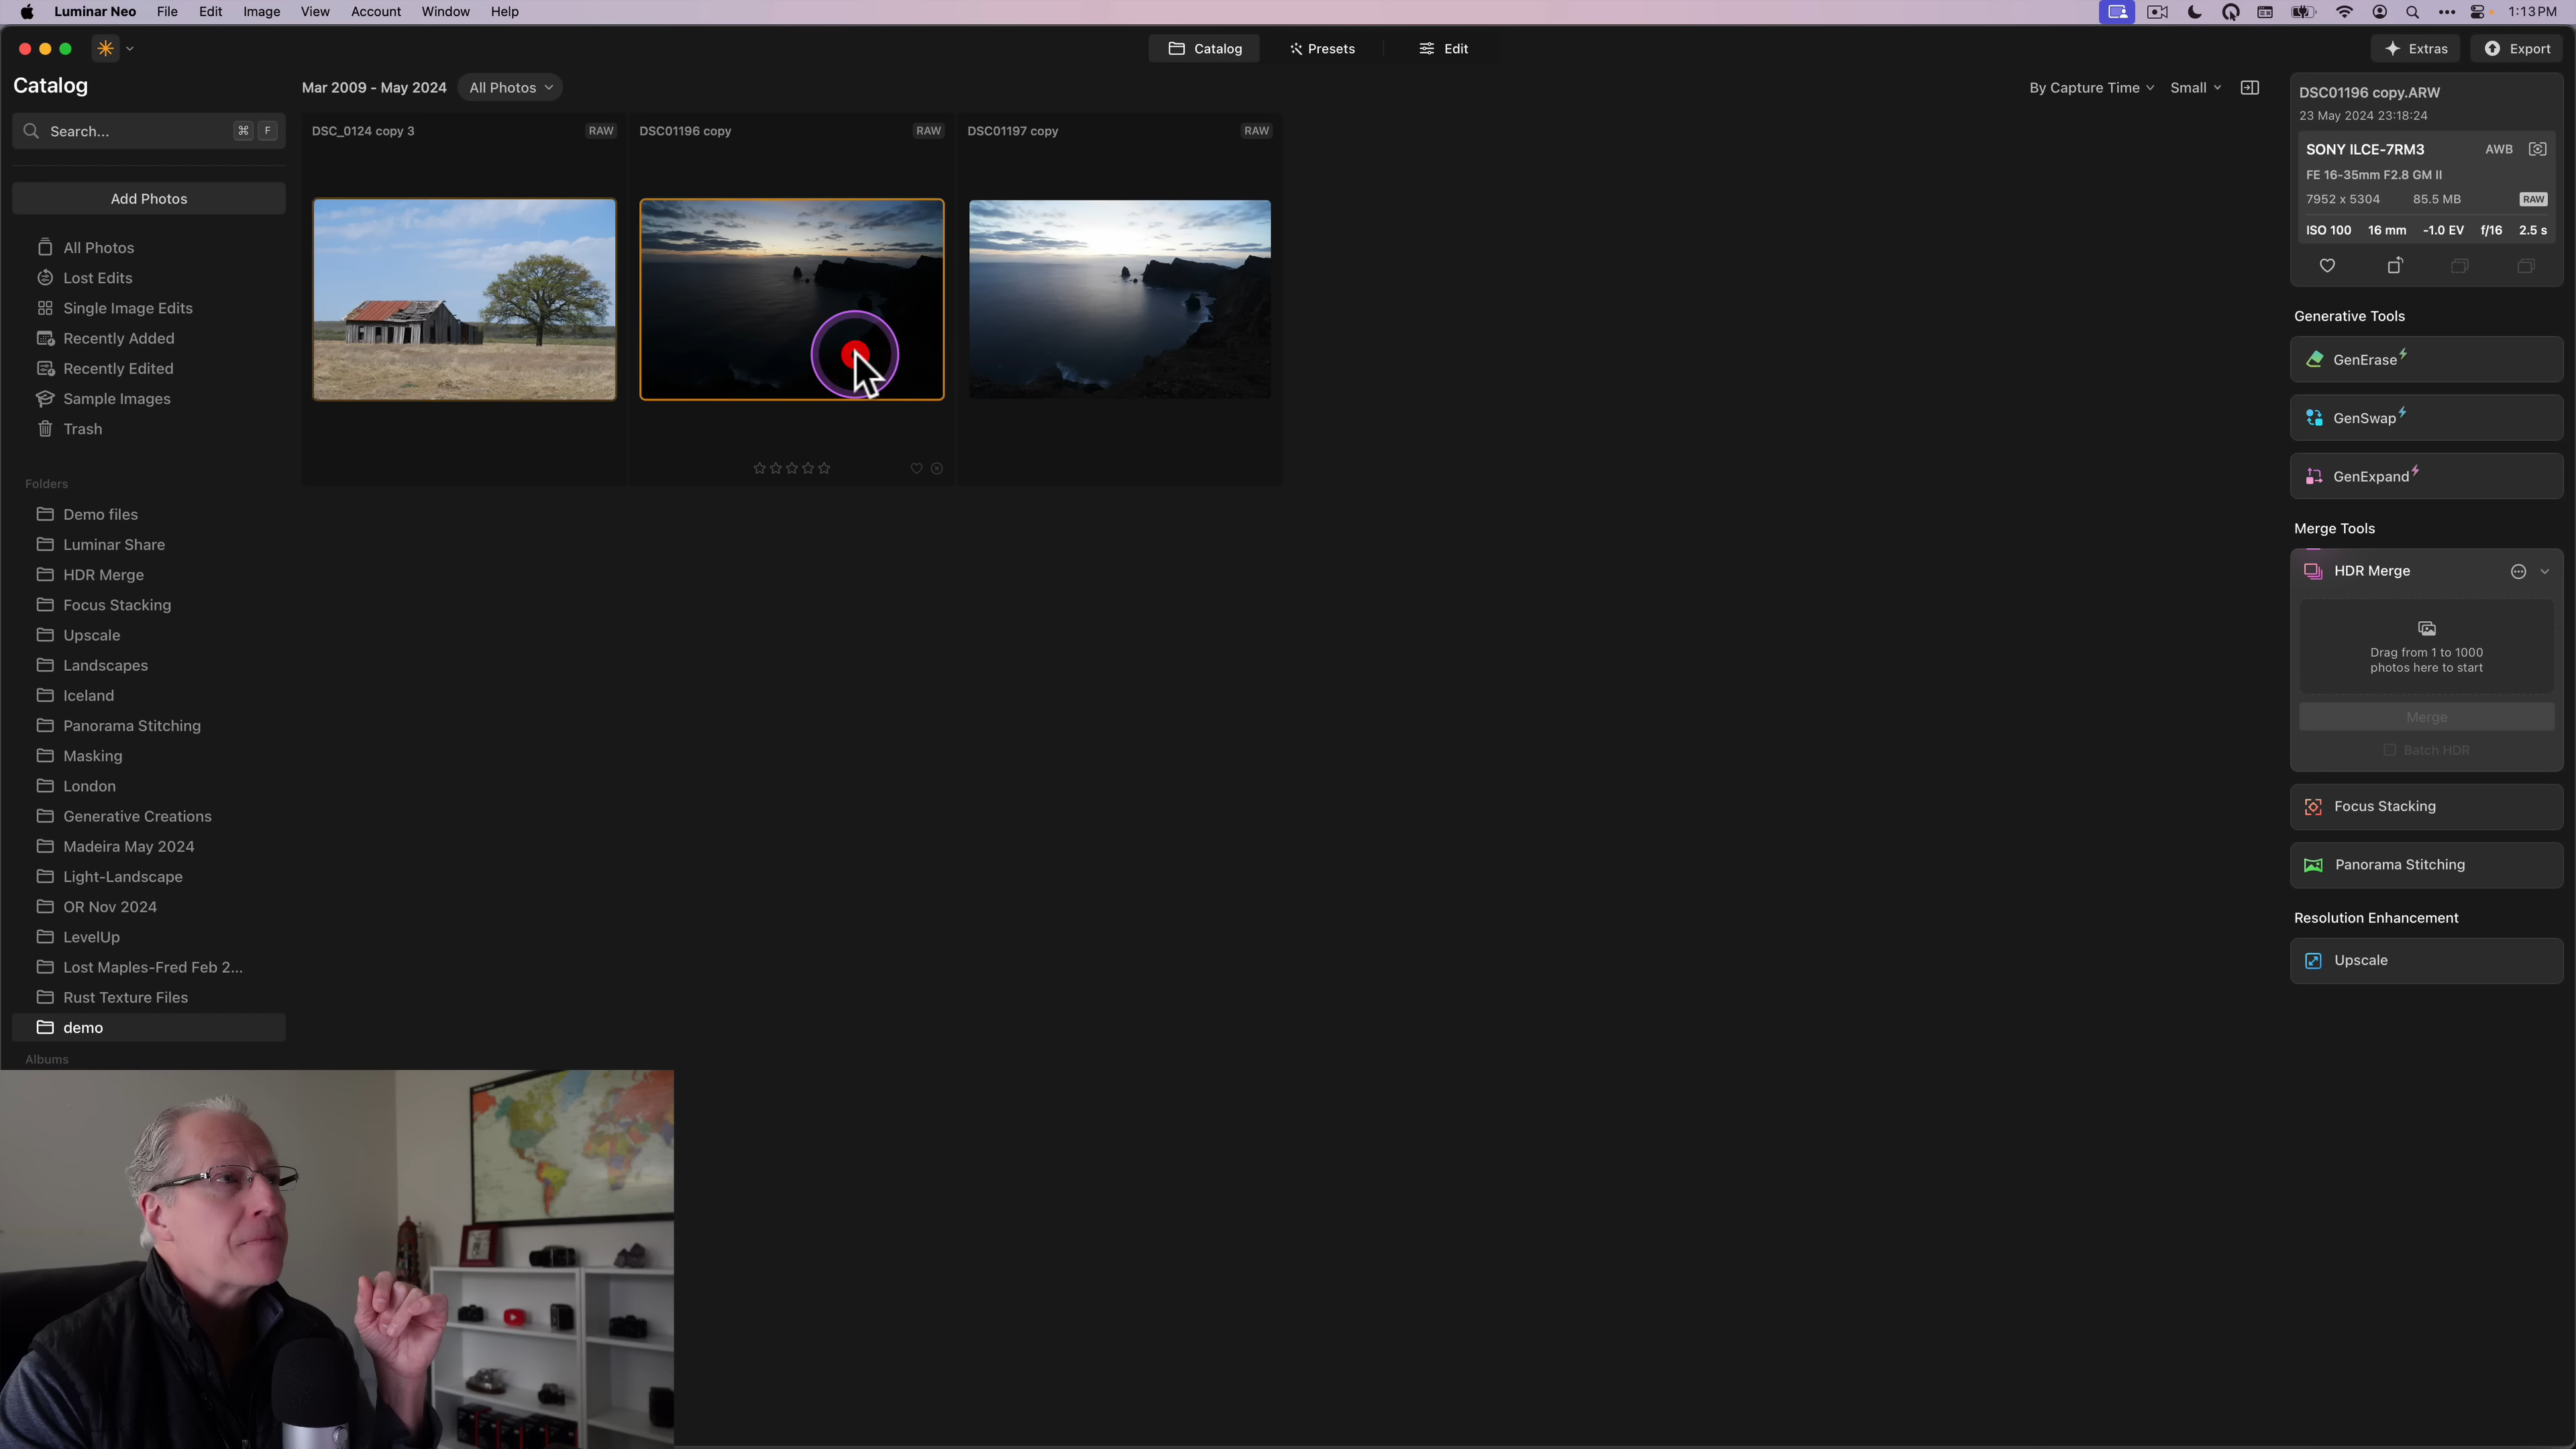 Luminar Neo File Edit Image View Account Window Help 1:13 PM
Catalog Presets Edit Extras Export
Catalog
Search... ⌘ F
Add Photos
All Photos
Lost Edits
Single Image Edits
Recently Added
Recently Edited
Sample Images
Trash
Folders
Demo files
Luminar Share
HDR Merge
Focus Stacking
Upscale
Landscapes
Iceland
Panorama Stitching
Masking
London
Generative Creations
Madeira May 2024
Light-Landscape
OR Nov 2024
LevelUp
Lost Maples-Fred Feb 2...
Rust Texture Files
demo
Albums
Mar 2009 - May 2024 All Photos By Capture Time Small
DSC_0124 copy 3 RAW
DSC01196 copy RAW
DSC01197 copy RAW
DSC01196 copy.ARW
23 May 2024 23:18:24
SONY ILCE-7RM3 AWB
FE 16-35mm F2.8 GM II
7952 x 5304 85.5 MB RAW
ISO 100 16 mm -1.0 EV f/16 2.5 s
Generative Tools
GenErase
GenSwap
GenExpand
Merge Tools
HDR Merge
Drag from 1 to 1000
photos here to start
Merge
Batch HDR
Focus Stacking
Panorama Stitching
Resolution Enhancement
Upscale